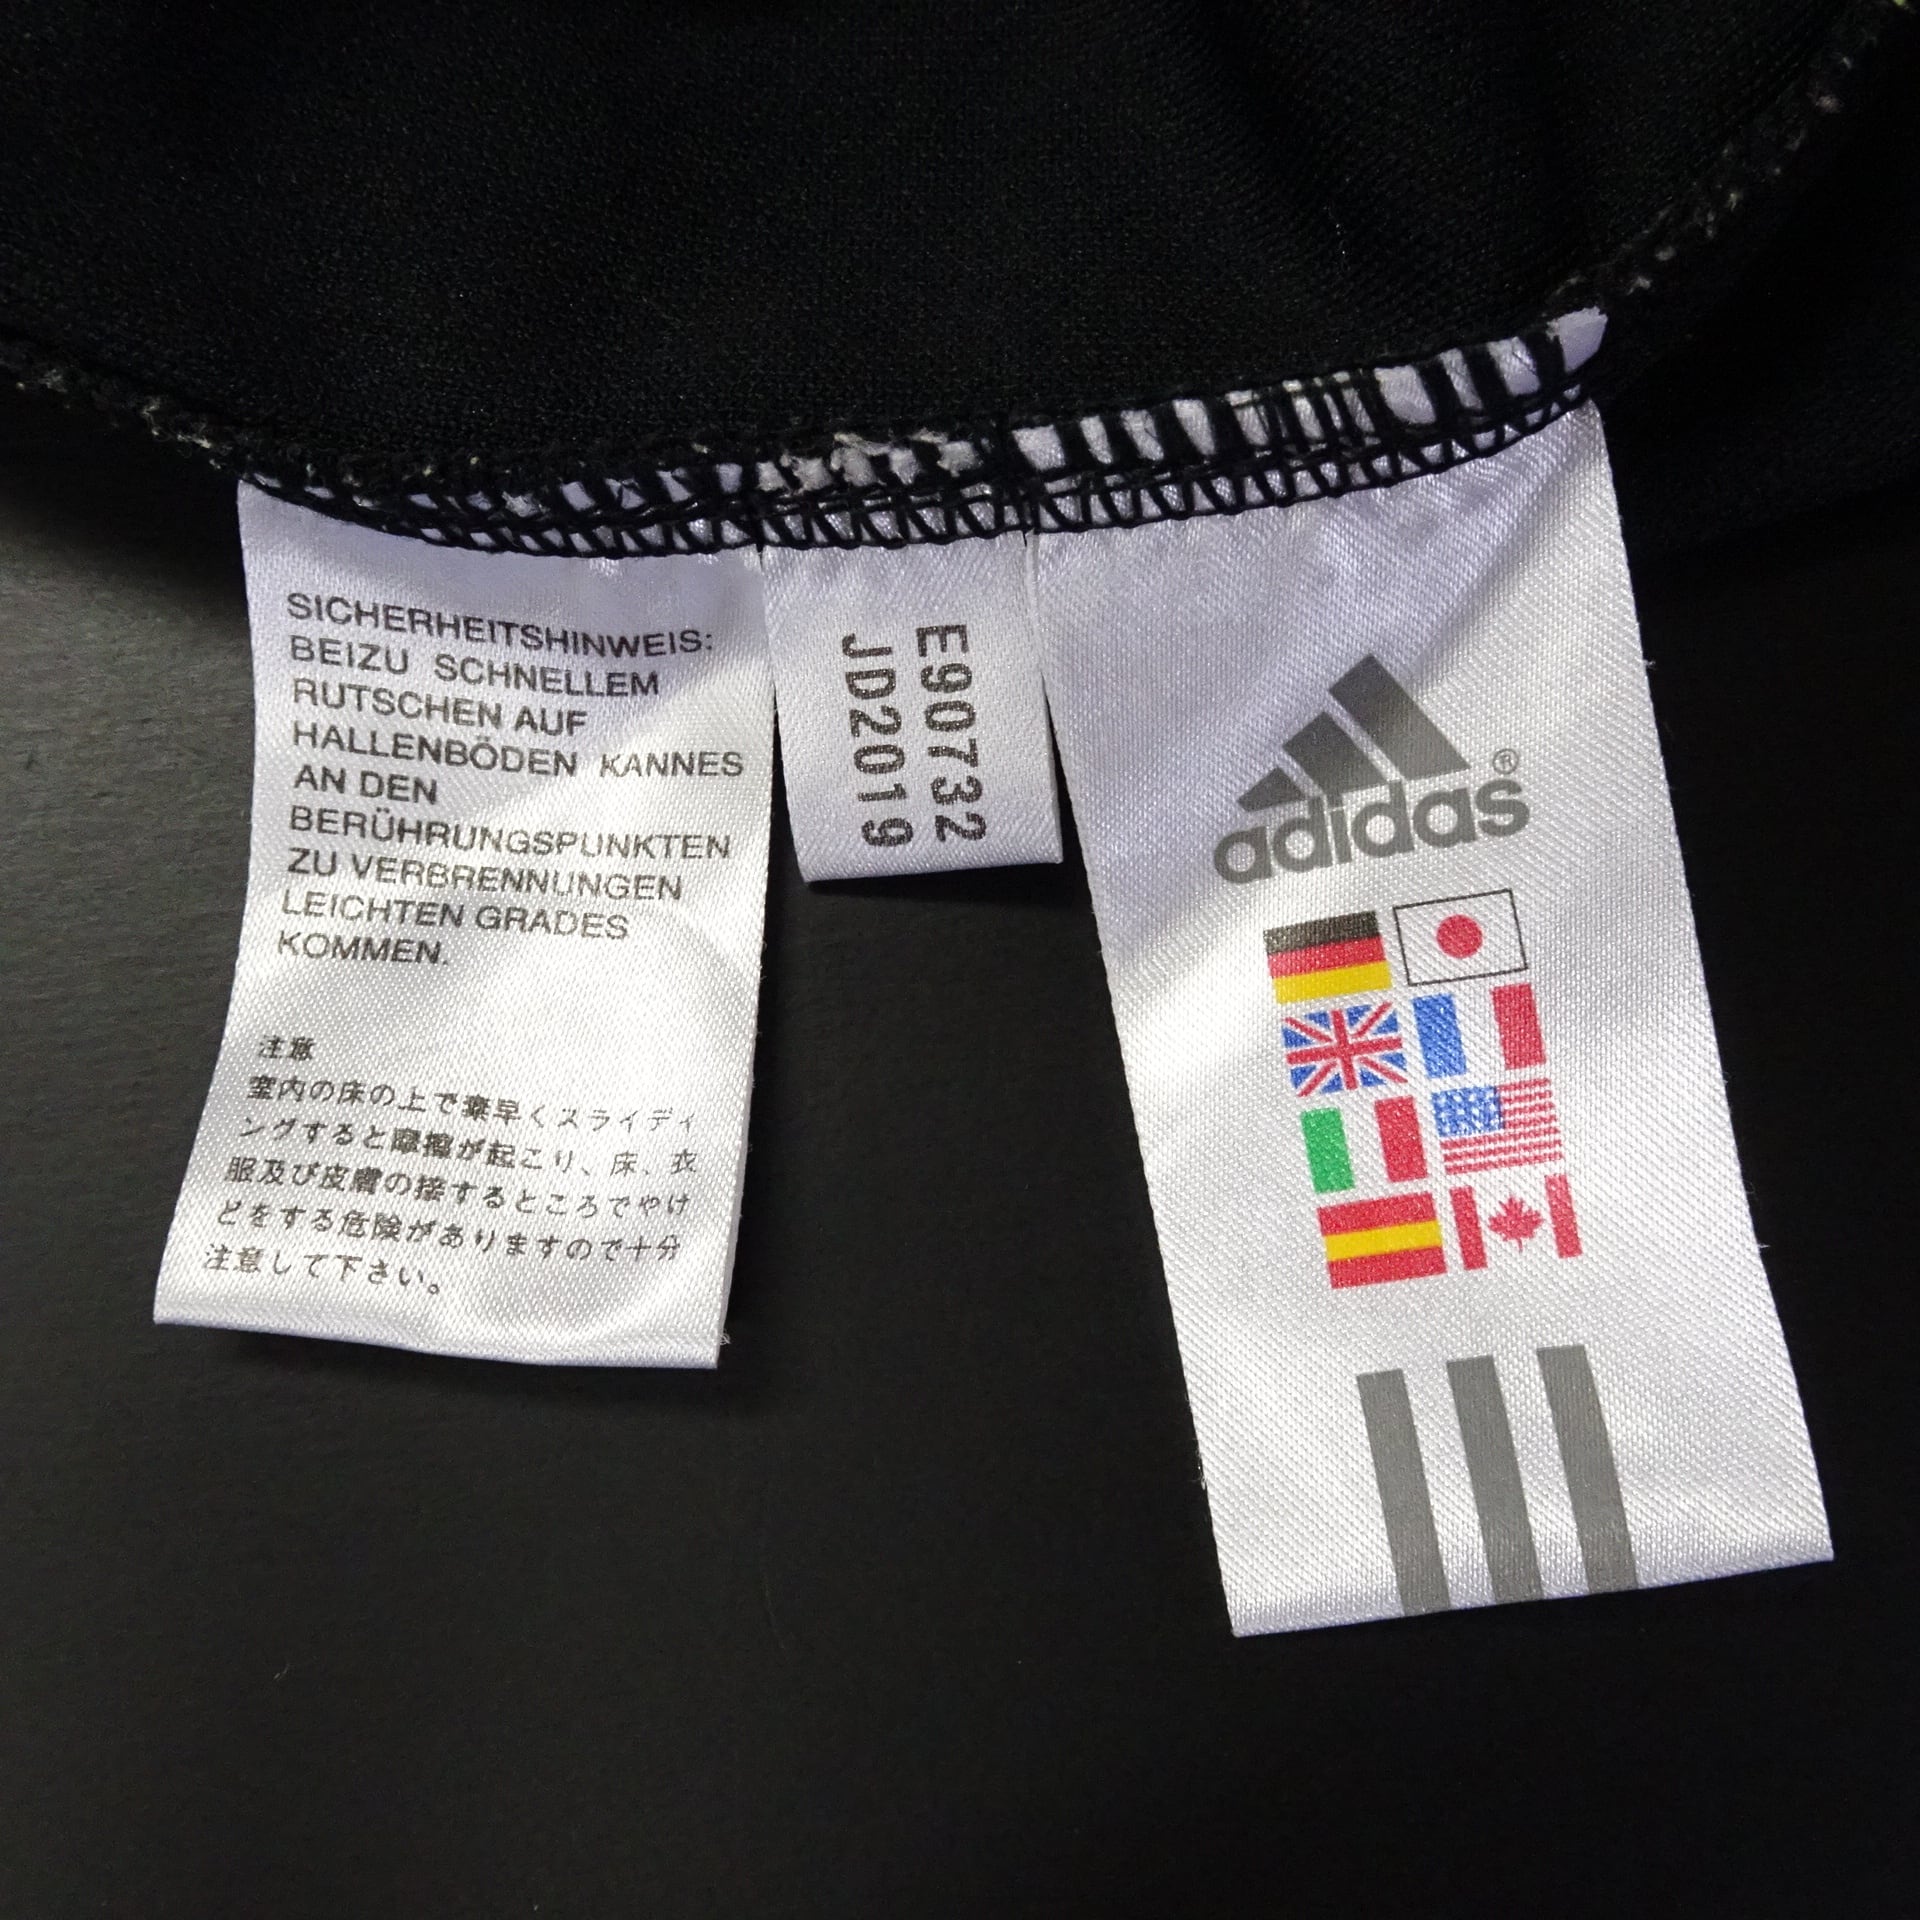 SICHERHEITSHINWEIS:
BEIZU SCHNELLEM
RUTSCHEN AUF
HALLENBÖDEN KANNES
AN DEN
BERÜHRUNGSPUNKTEN
ZU VERBRENNUNGEN
LEICHTEN GRADES
KOMMEN.
注意
室内の床の上で素早くスライディ
ングすると摩擦が起こり、床、衣
服及び皮膚の接するところでやけ
どをする危険がありますので十分
注意して下さい。
E90732
JD2019
adidas®